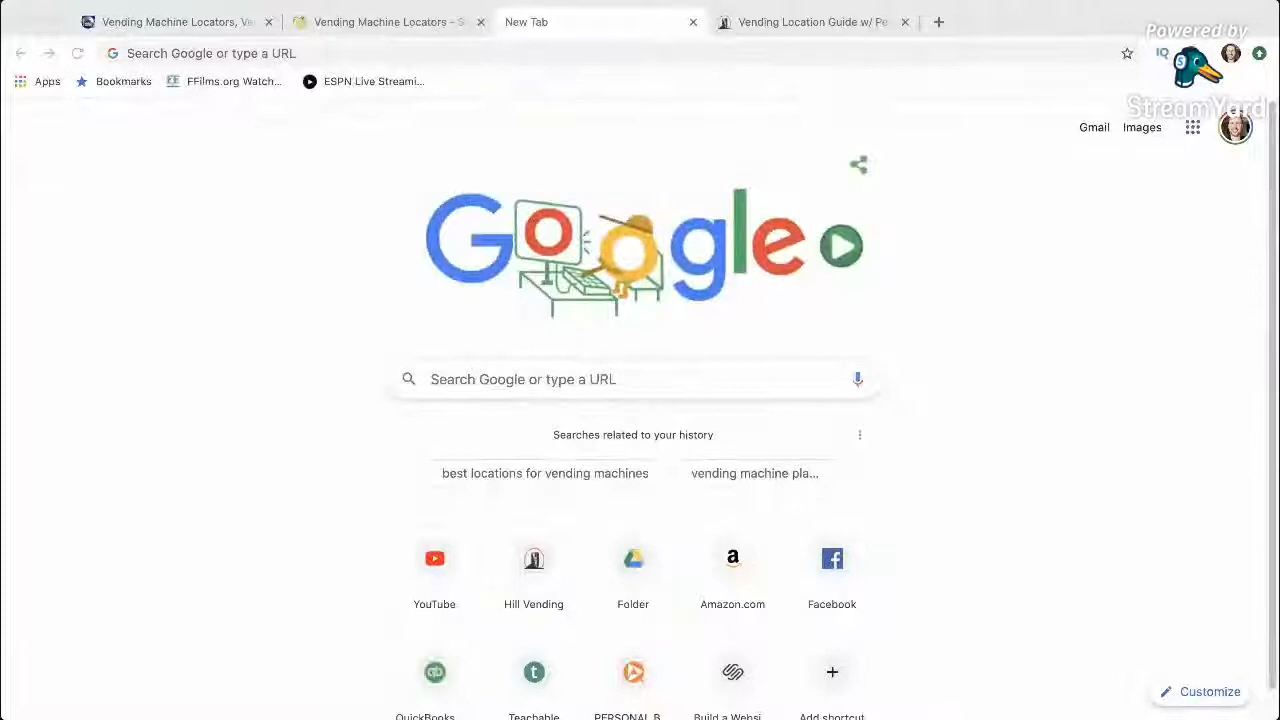 Vending Machine Locators, Ve
Vending Machine Locators – S
New Tab
Vending Location Guide w/ Pe
Powered by
Search Google or type a URL
IQ
StreamYard
Apps
Bookmarks
FFilms.org Watch...
ESPN Live Streami...
Gmail
Images
Google
Search Google or type a URL
Searches related to your history
best locations for vending machines
vending machine pla...
YouTube
Hill Vending
Folder
Amazon.com
Facebook
QuickBooks
Teachable
PERSONAL B
Build a Websi
Add shortcut
Customize